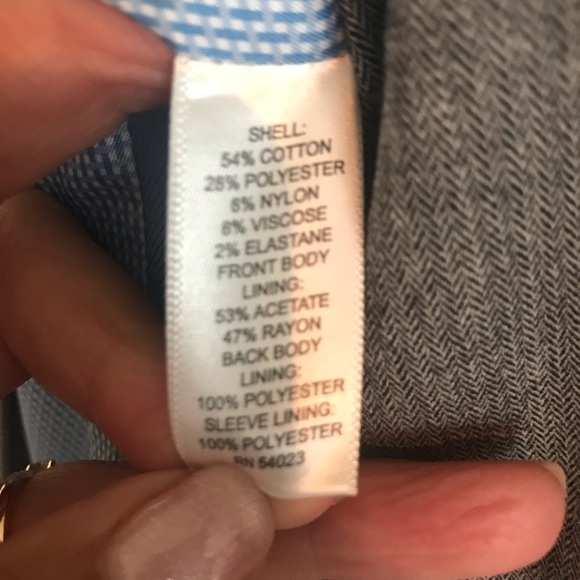 SHELL:
54% COTTON
28% POLYESTER
8% NYLON
8% VISCOSE
2% ELASTANE
FRONT BODY
LINING:
53% ACETATE
47% RAYON
BACK BODY
LINING:
100% POLYESTER
SLEEVE LINING:
100% POLYESTER
RN 54023